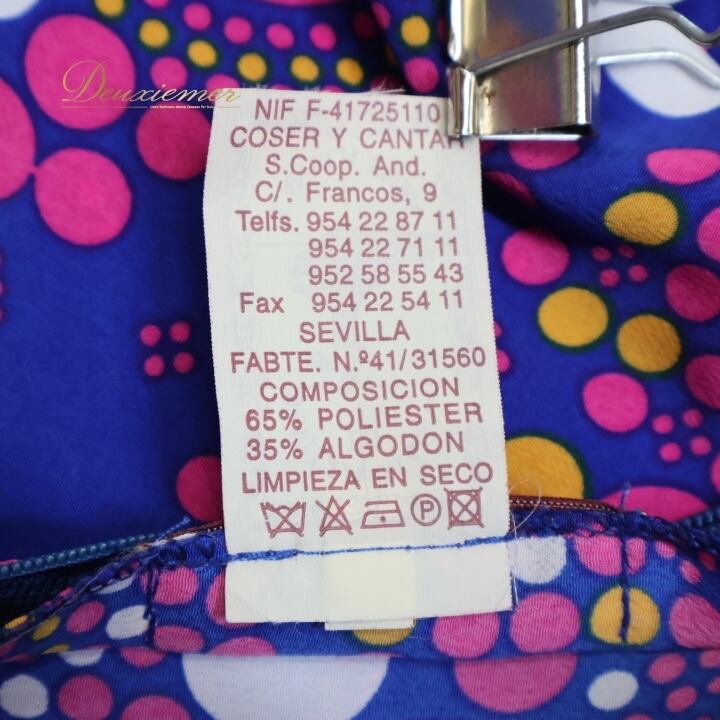 Deuxiemer
NIF F-41725110
COSER Y CANTAR
S.Coop. And.
C/. Francos, 9
Telfs. 954 22 87 11
954 22 71 11
952 58 55 43
Fax 954 22 54 11
SEVILLA
FABTE. N.º41/31560
COMPOSICION
65% POLIESTER
35% ALGODON
LIMPIEZA EN SECO
P